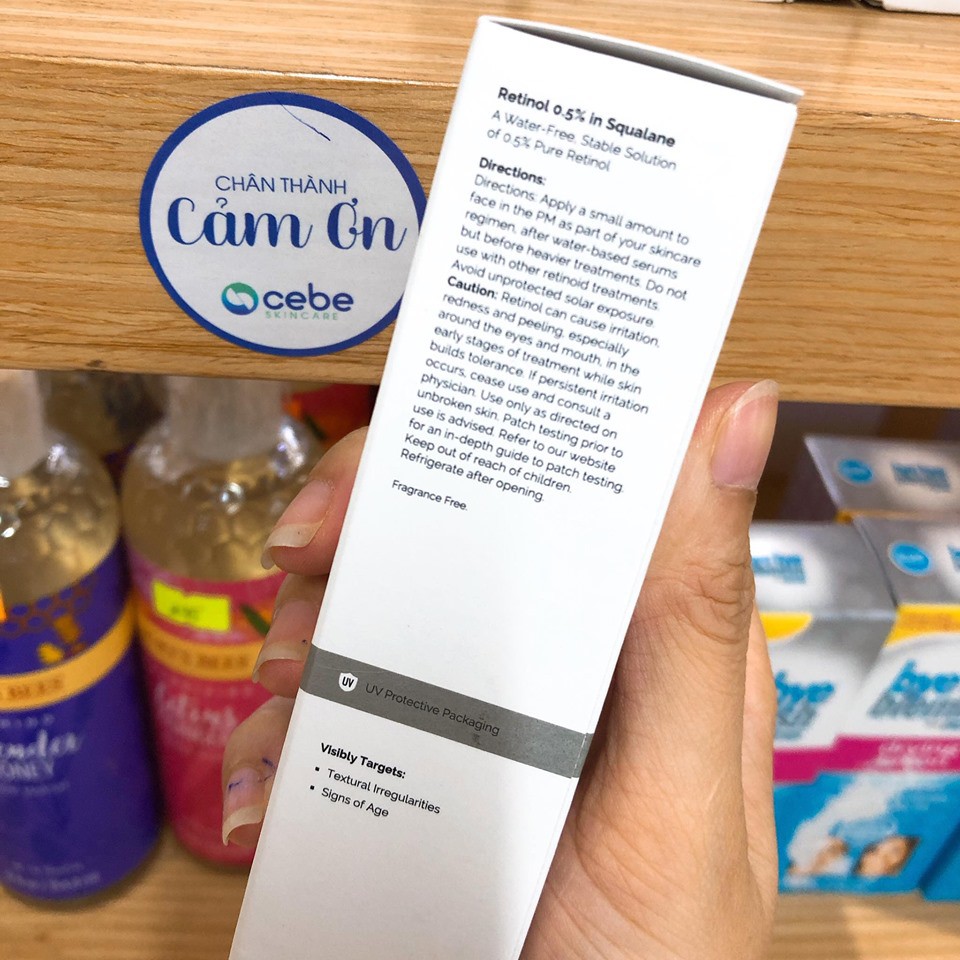 Retinol 0.5% in Squalane
A Water-Free, Stable Solution
of 0.5% Pure Retinol
Directions:
Directions: Apply a small amount to
face in the PM as part of your skincare
regimen, after water-based serums
but before heavier treatments. Do not
use with other retinoid treatments.
Avoid unprotected solar exposure.
Caution: Retinol can cause irritation,
redness and peeling, especially
around the eyes and mouth, in the
early stages of treatment while skin
builds tolerance. If persistent irritation
occurs, cease use and consult a
physician. Use only as directed on
unbroken skin. Patch testing prior to
use is advised. Refer to our website
for an in-depth guide to patch testing.
Keep out of reach of children.
Refrigerate after opening.
Fragrance Free.
UV UV Protective Packaging
Visibly Targets:
▪ Textural Irregularities
▪ Signs of Age
CHÂN THÀNH
Cảm Ơn
cebe
SKINCARE